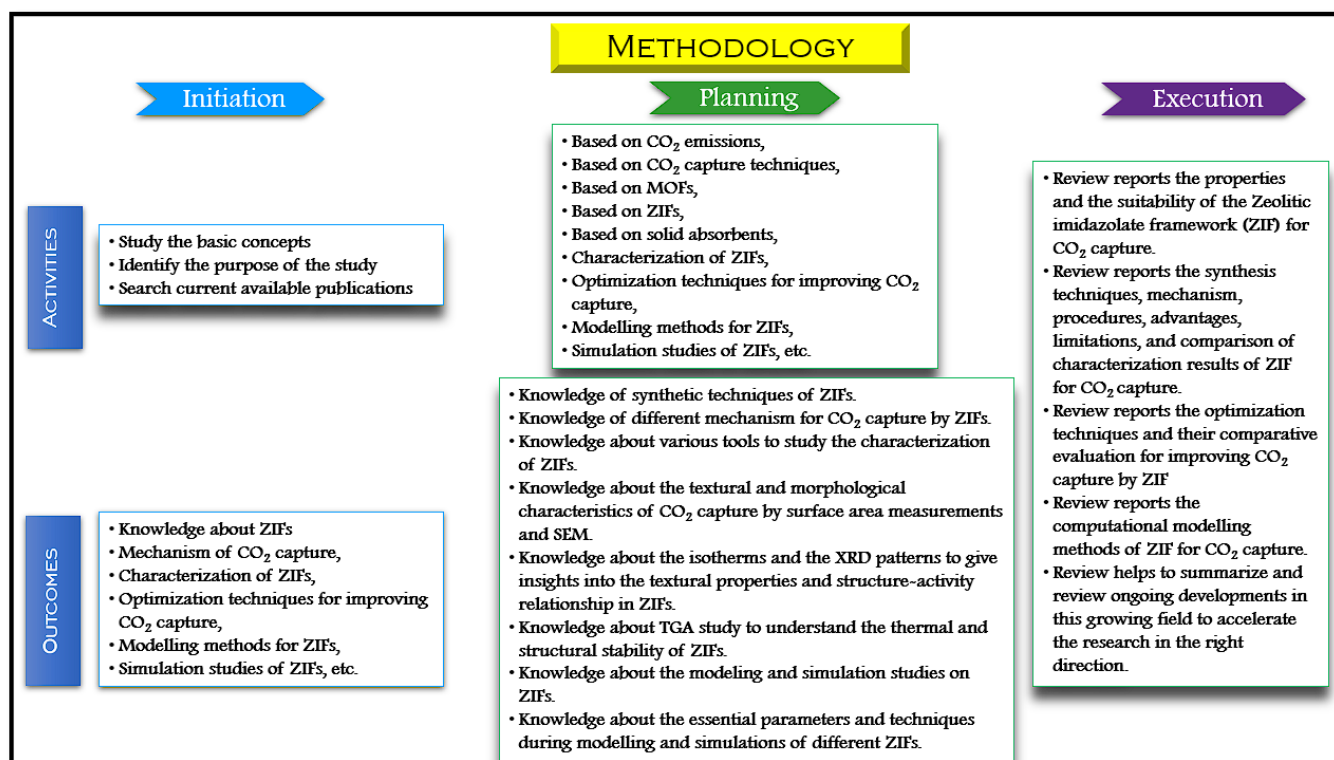 METHODOLOGY
Initiation
Planning
Execution
ACTIVITIES
• Study the basic concepts
• Identify the purpose of the study
• Search current available publications
• Based on CO₂ emissions,
• Based on CO₂ capture techniques,
• Based on MOFs,
• Based on ZIFs,
• Based on solid absorbents,
• Characterization of ZIFs,
• Optimization techniques for improving CO₂
capture,
• Modelling methods for ZIFs,
• Simulation studies of ZIFs, etc.
• Review reports the properties
and the suitability of the Zeolitic
imidazolate framework (ZIF) for
CO₂ capture.
• Review reports the synthesis
techniques, mechanism,
procedures, advantages,
limitations, and comparison of
characterization results of ZIF
for CO₂ capture.
• Review reports the optimization
techniques and their comparative
evaluation for improving CO₂
capture by ZIF
• Review reports the
computational modelling
methods of ZIF for CO₂ capture.
• Review helps to summarize and
review ongoing developments in
this growing field to accelerate
the research in the right
direction.
OUTCOMES
• Knowledge about ZIFs
• Mechanism of CO₂ capture,
• Characterization of ZIFs,
• Optimization techniques for improving
CO₂ capture,
• Modelling methods for ZIFs,
• Simulation studies of ZIFs, etc.
• Knowledge of synthetic techniques of ZIFs.
• Knowledge of different mechanism for CO₂ capture by ZIFs.
• Knowledge about various tools to study the characterization
of ZIFs.
• Knowledge about the textural and morphological
characteristics of CO₂ capture by surface area measurements
and SEM.
• Knowledge about the isotherms and the XRD patterns to give
insights into the textural properties and structure-activity
relationship in ZIFs.
• Knowledge about TGA study to understand the thermal and
structural stability of ZIFs.
• Knowledge about the modeling and simulation studies on
ZIFs.
• Knowledge about the essential parameters and techniques
during modelling and simulations of different ZIFs.